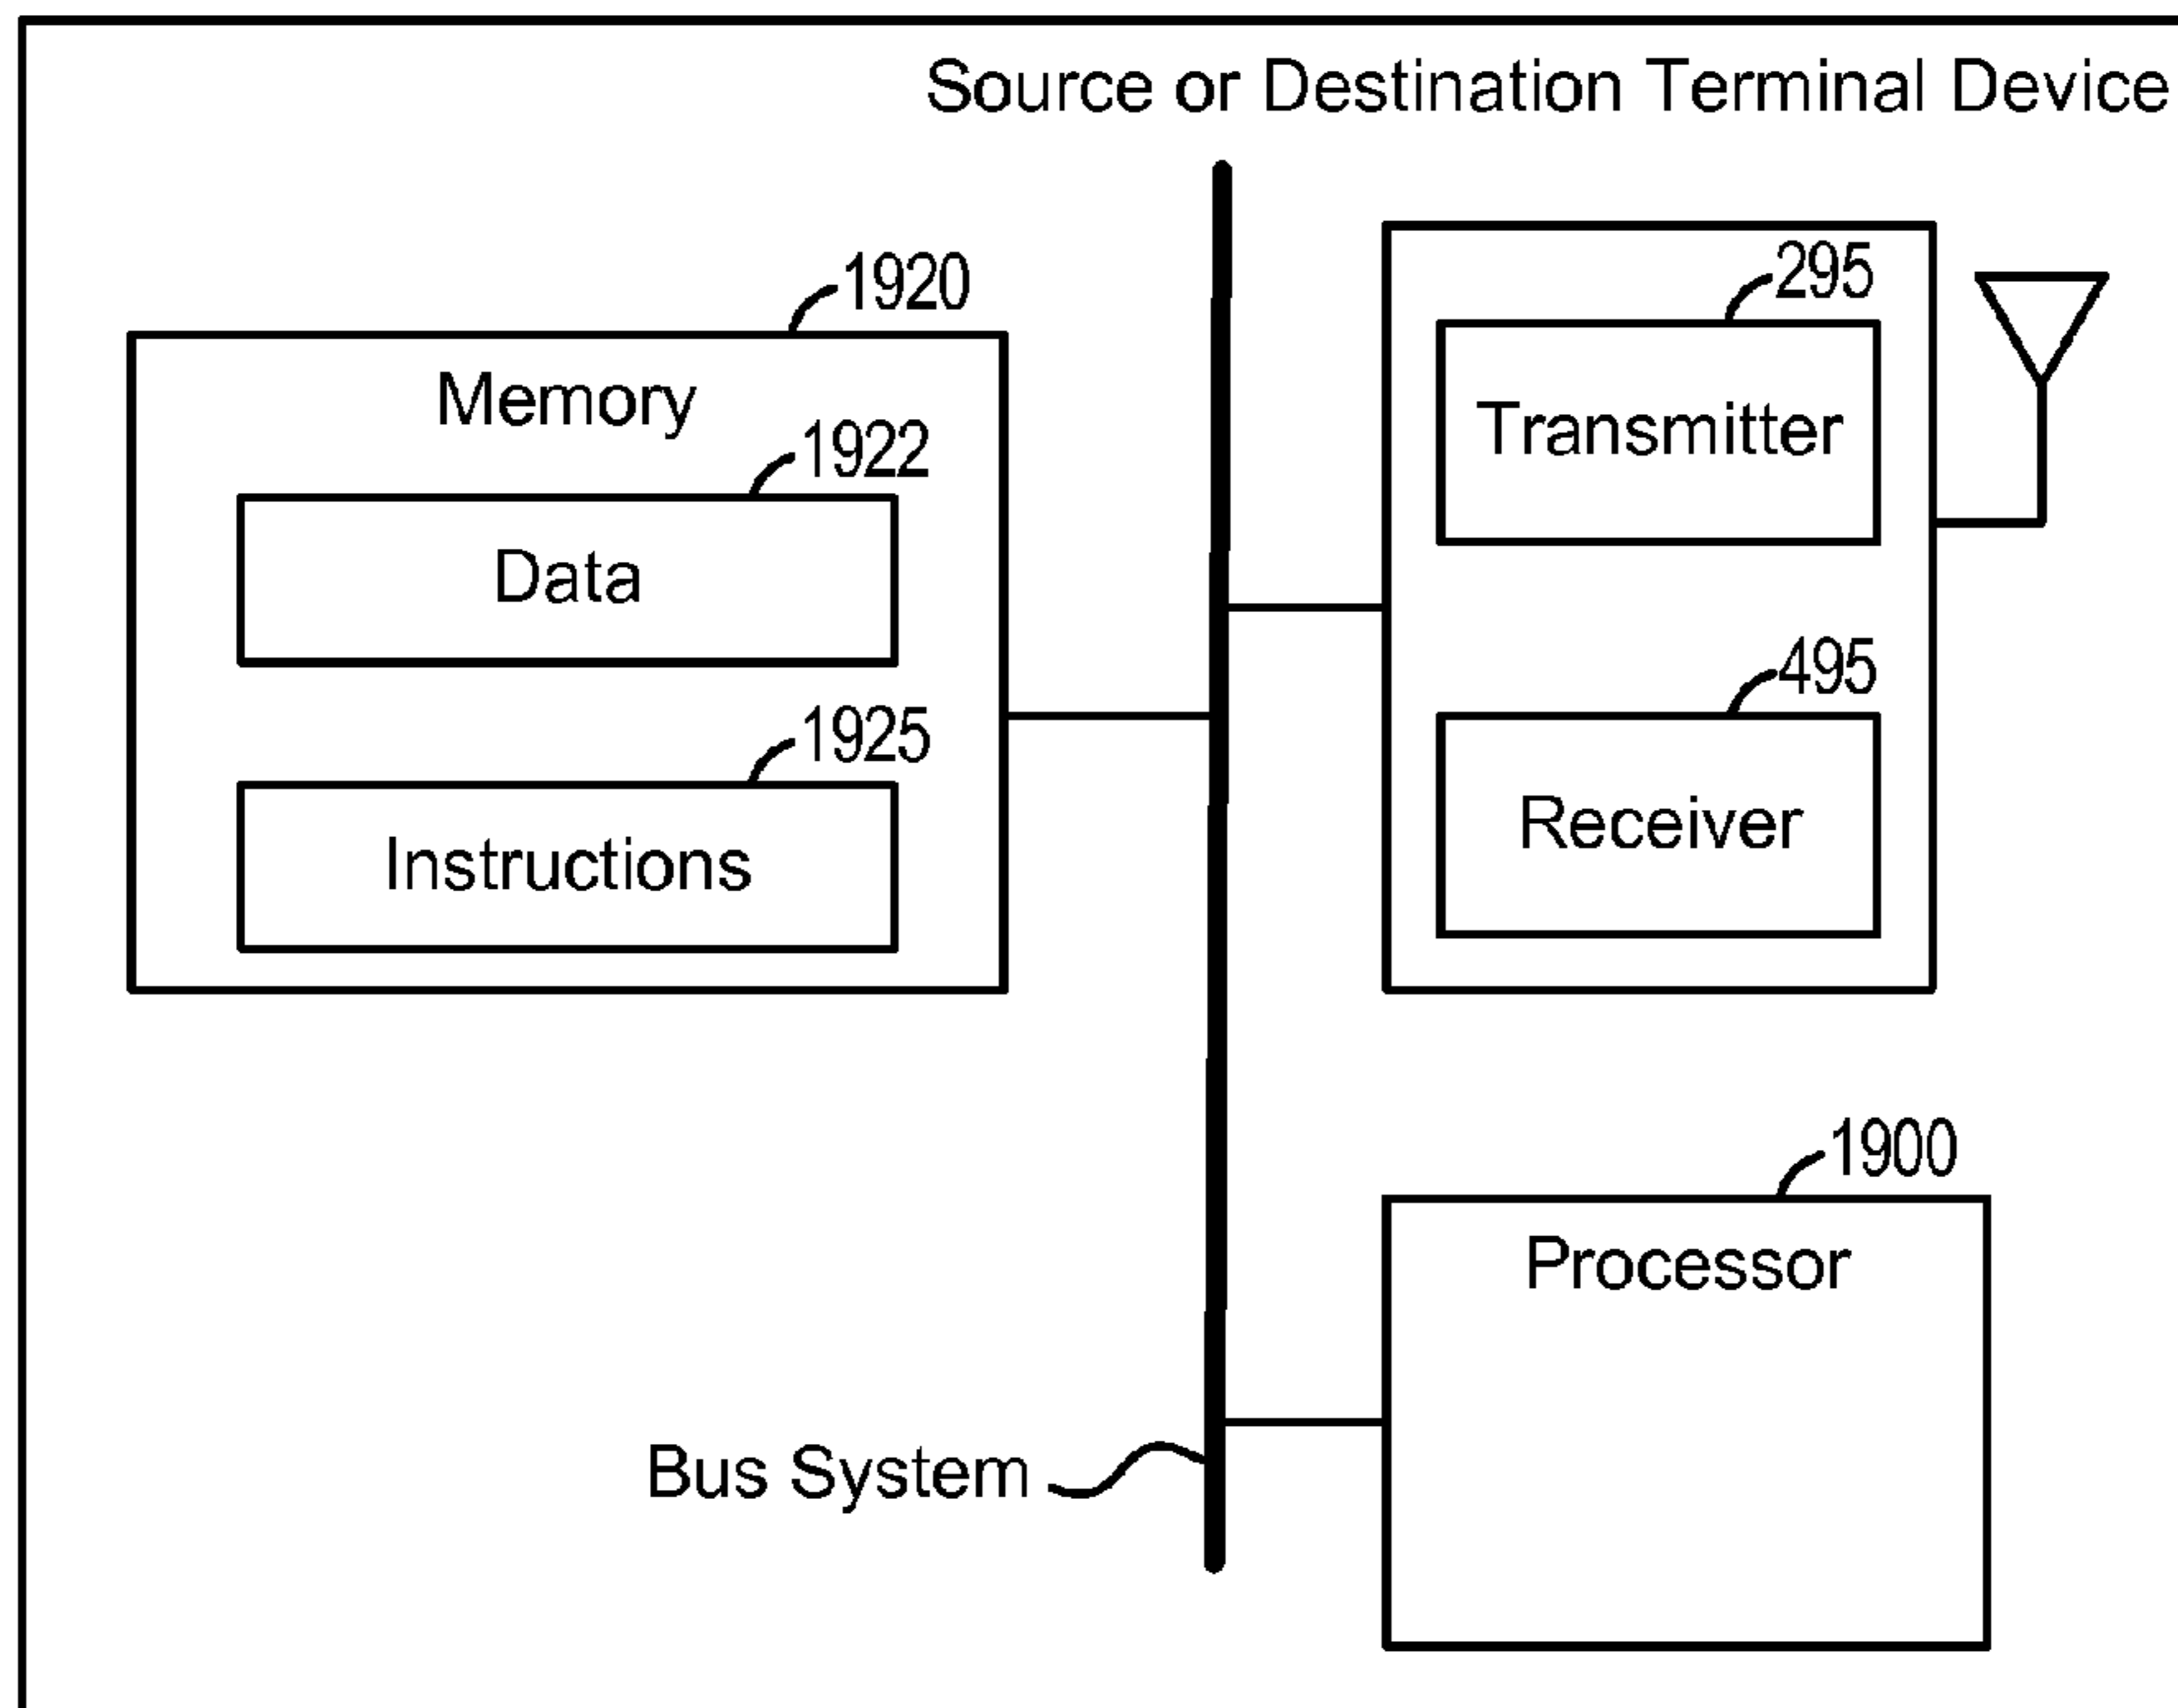 Source or Destination Terminal Device
1920
Memory
1922
Data
1925
Instructions
295
Transmitter
495
Receiver
1900
Processor
Bus System